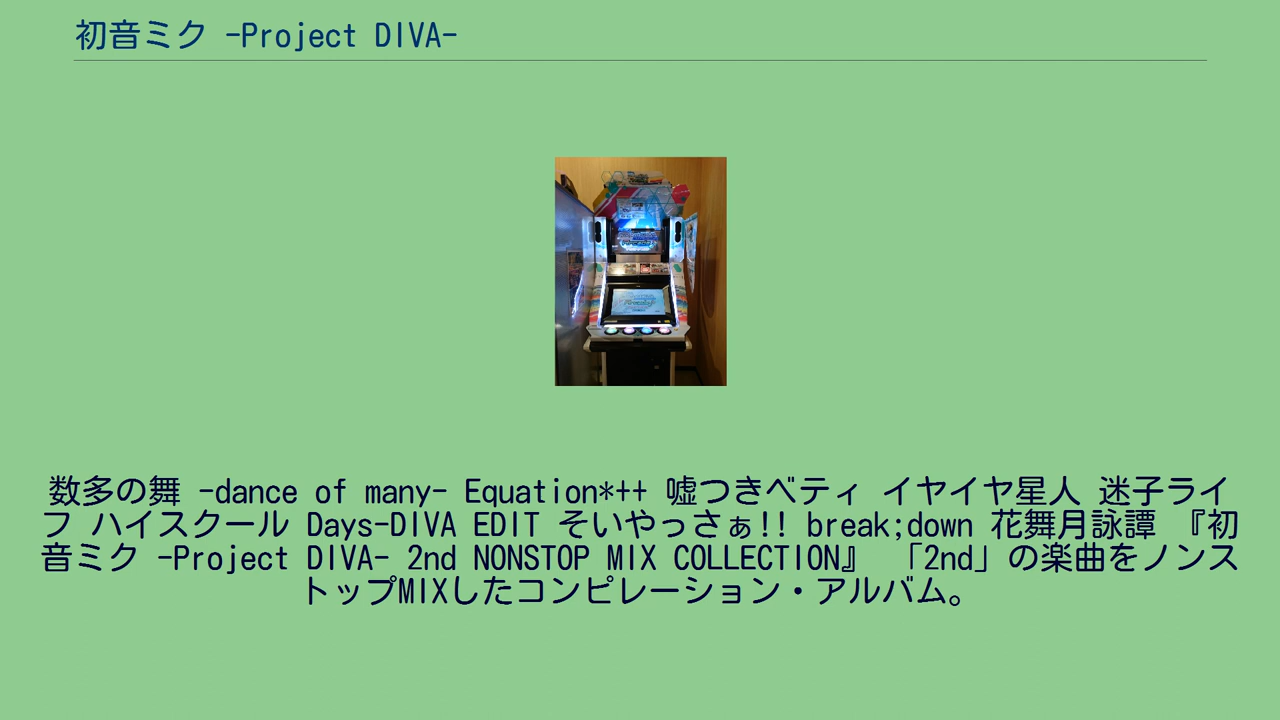 初音ミク -Project DIVA-
数多の舞 -dance of many- Equation*++ 嘘つきベティ イヤイヤ星人 迷子ライ
フ ハイスクール Days-DIVA EDIT そいやっさぁ!! break;down 花舞月詠譚 『初
音ミク -Project DIVA- 2nd NONSTOP MIX COLLECTION』 「2nd」の楽曲をノンス
トップMIXしたコンピレーション・アルバム。